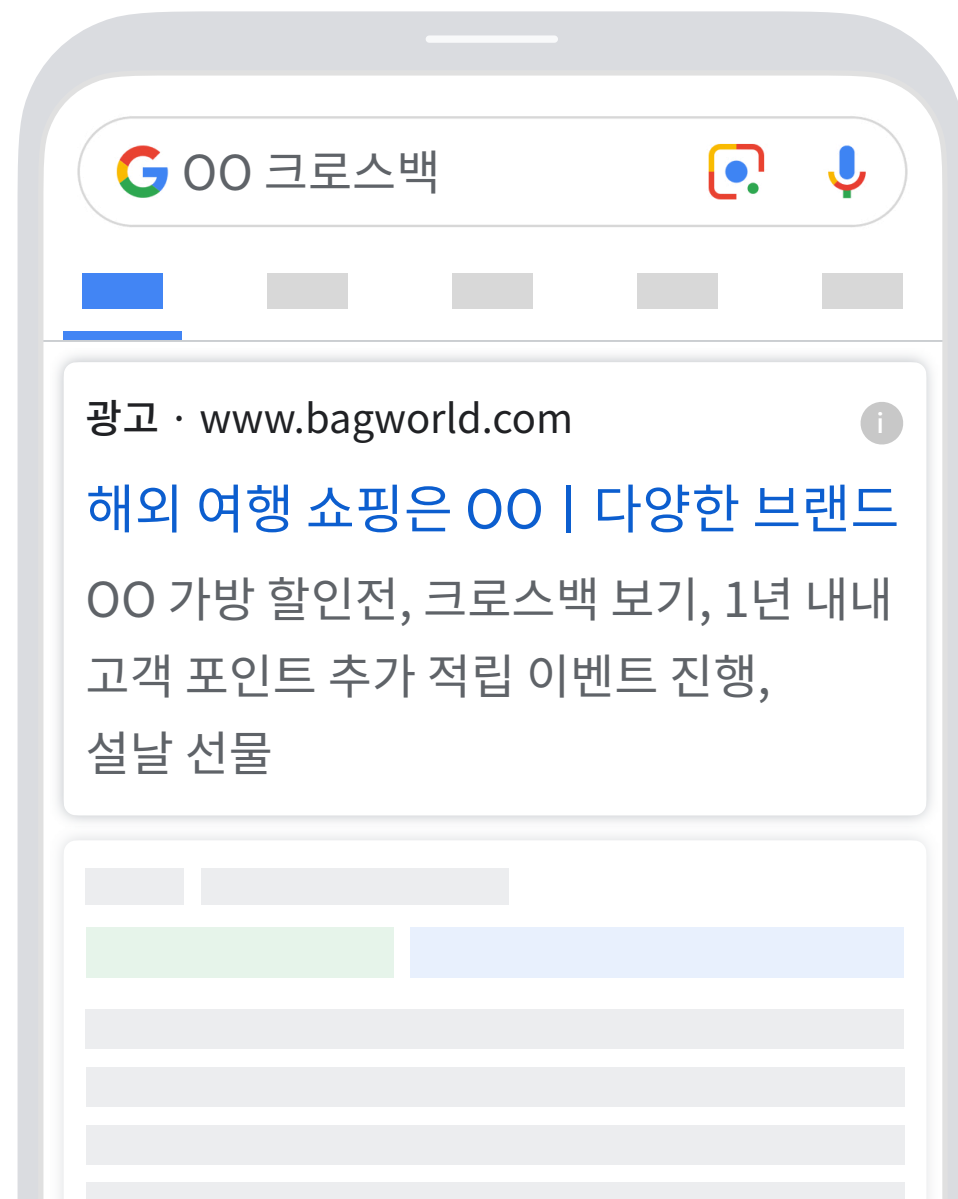 OO 크로스백
광고 · www.bagworld.com
해외 여행 쇼핑은 OO | 다양한 브랜드
OO 가방 할인전, 크로스백 보기, 1년 내내
고객 포인트 추가 적립 이벤트 진행,
설날 선물